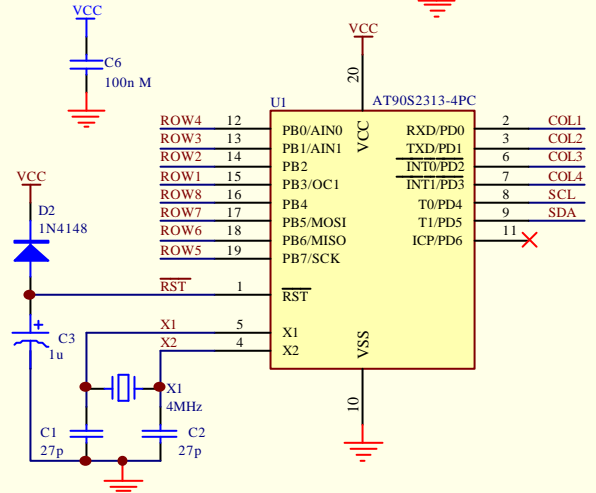 VCC
C6
100n M
VCC
20
U1
AT90S2313-4PC
VCC
ROW4 12 PB0/AIN0 RXD/PD0 2 COL1
ROW3 13 PB1/AIN1 TXD/PD1 3 COL2
ROW2 14 PB2 INT0/PD2 6 COL3
ROW1 15 PB3/OC1 INT1/PD3 7 COL4
ROW8 16 PB4 T0/PD4 8 SCL
ROW7 17 PB5/MOSI T1/PD5 9 SDA
ROW6 18 PB6/MISO ICP/PD6 11
ROW5 19 PB7/SCK
VCC
D2
1N4148
RST 1 RST
C3
1u
X1 5 X1
X2 4 X2
VSS
10
X1
4MHz
C1
27p
C2
27p